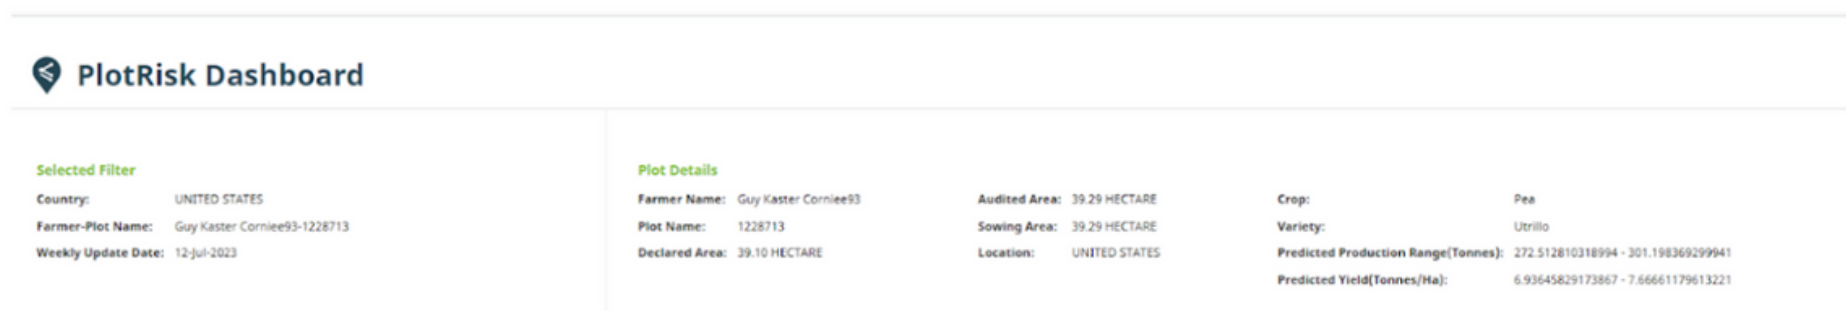 PlotRisk Dashboard
Selected Filter
Country: UNITED STATES
Farmer-Plot Name: Guy Kaster Corniee93-1228713
Weekly Update Date: 12-Jul-2023
Plot Details
Farmer Name: Guy Kaster Corniee93
Plot Name: 1228713
Declared Area: 39.10 HECTARE
Audited Area: 39.29 HECTARE
Sowing Area: 39.29 HECTARE
Location: UNITED STATES
Crop: Pea
Variety: Utrillo
Predicted Production Range(Tonnes): 272.512810318994 - 301.198369299941
Predicted Yield(Tonnes/Ha): 6.93645829173867 - 7.66661179613221